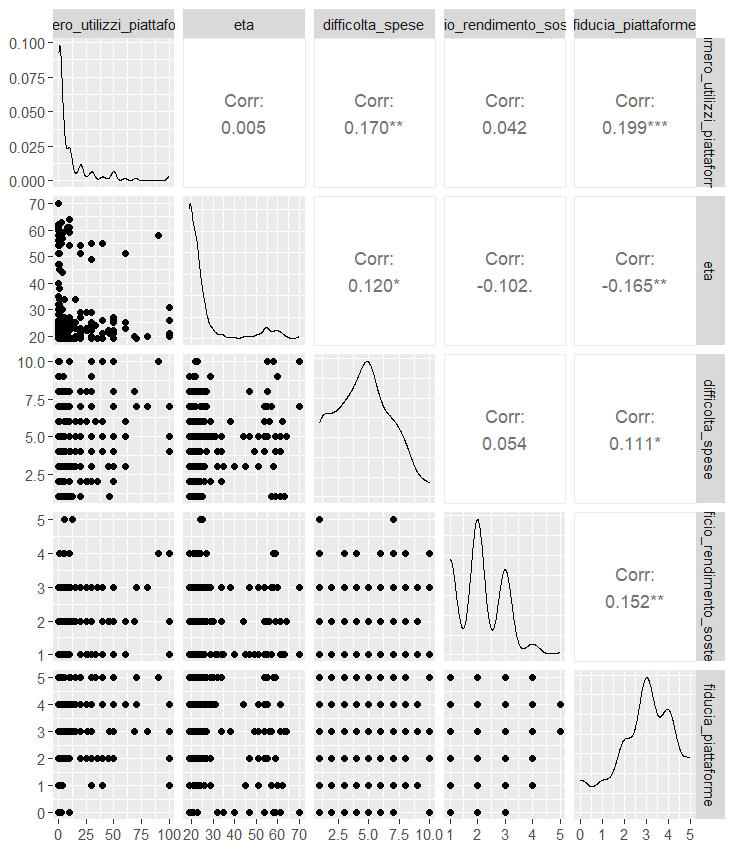 ero_utilizzi_piattafo
eta
difficolta_spese
io_rendimento_sos
fiducia_piattaforme
0.100
0.075
0.050
0.025
0.000
Corr:
0.005
Corr:
0.170**
Corr:
0.042
Corr:
0.199***
mero_utilizzi_piattaform
70
60
50
40
30
20
Corr:
0.120*
Corr:
-0.102.
Corr:
-0.165**
eta
10.0
7.5
5.0
2.5
Corr:
0.054
Corr:
0.111*
difficolta_spese
5
4
3
2
1
Corr:
0.152**
ficio_rendimento_soste
5
4
3
2
1
0
fiducia_piattaforme
0 25 50 75 100
20 30 40 50 60 70
2.5 5.0 7.5 10.0
1 2 3 4 5
0 1 2 3 4 5